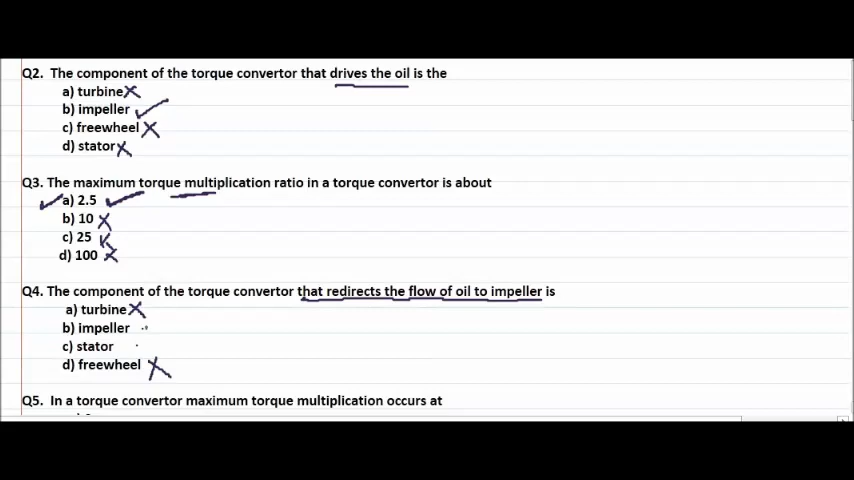 Q2. The component of the torque convertor that drives the oil is the
a) turbine
b) impeller
c) freewheel
d) stator
Q3. The maximum torque multiplication ratio in a torque convertor is about
a) 2.5
b) 10
c) 25
d) 100
Q4. The component of the torque convertor that redirects the flow of oil to impeller is
a) turbine
b) impeller
c) stator
d) freewheel
Q5. In a torque convertor maximum torque multiplication occurs at